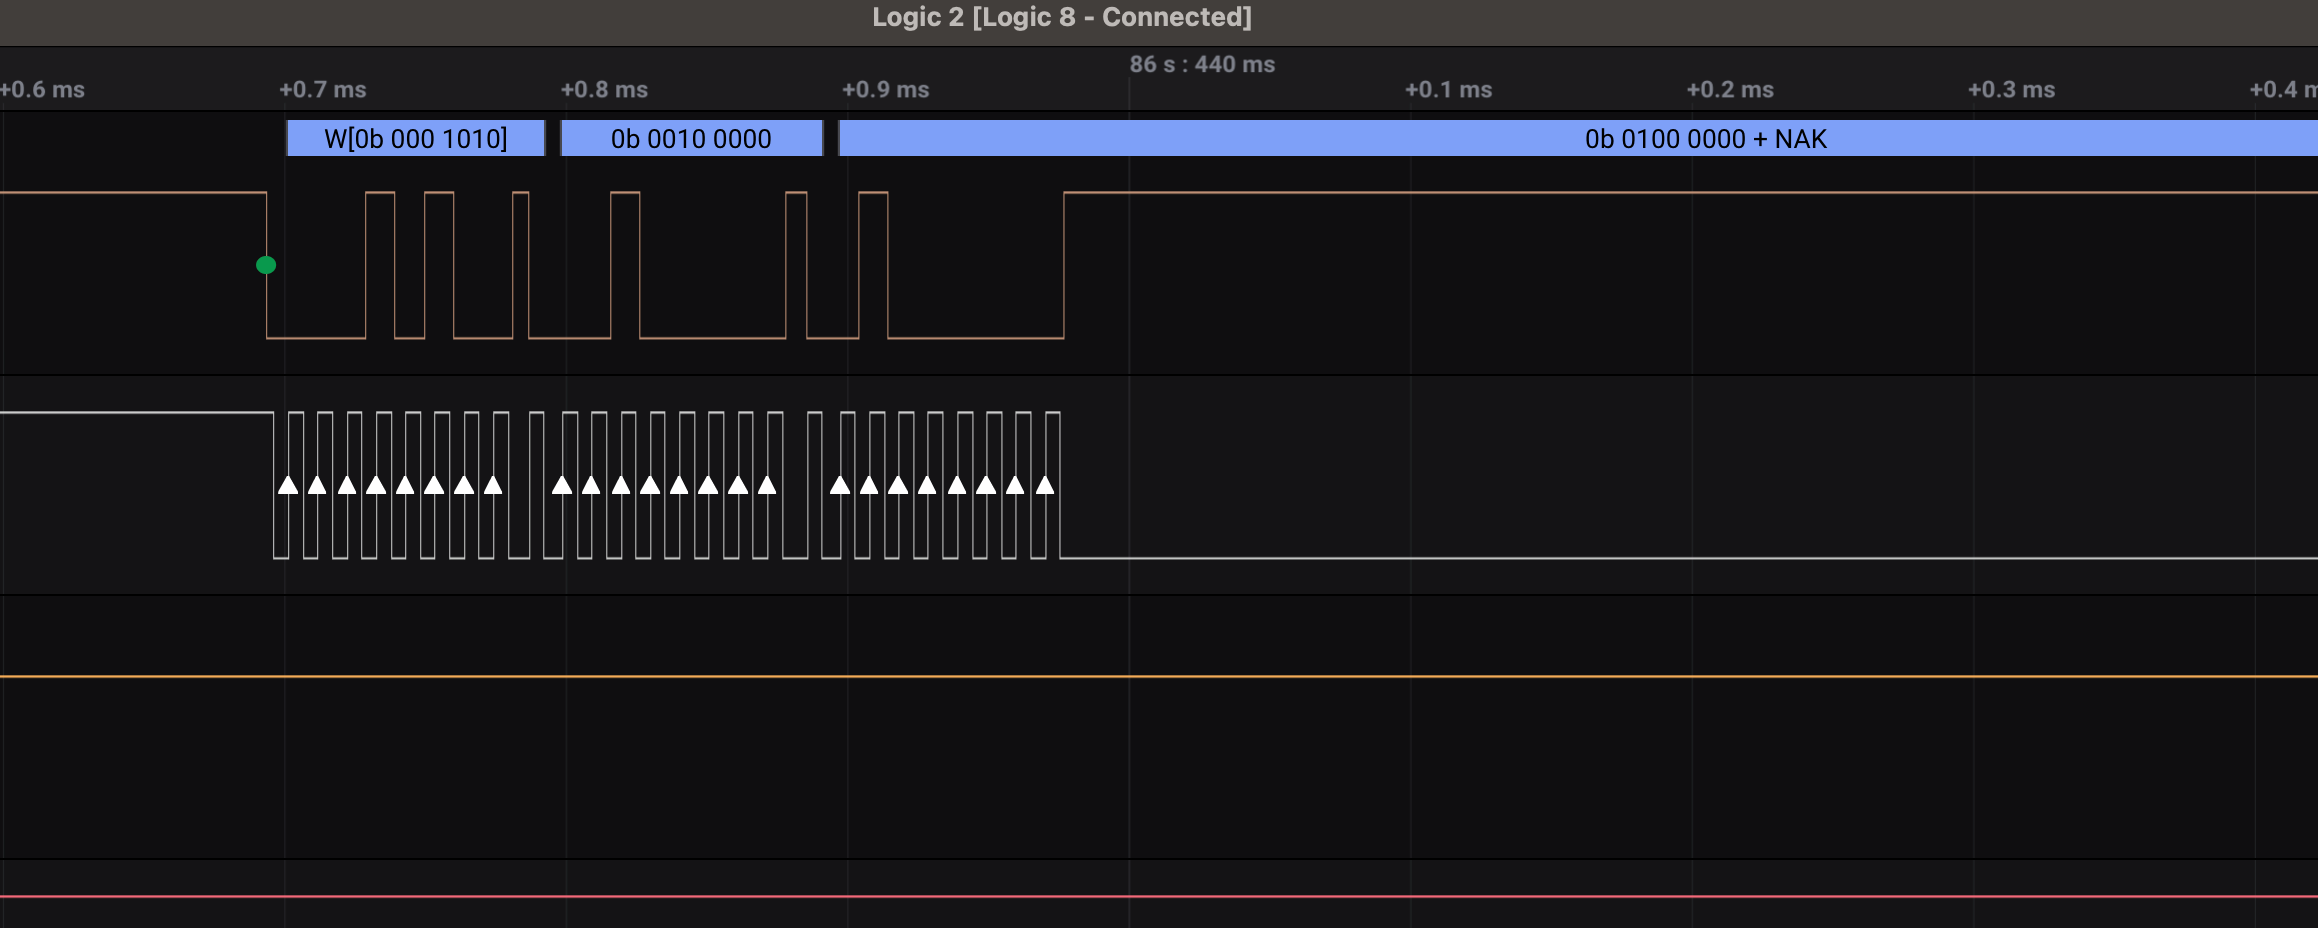 Logic 2 [Logic 8 - Connected]
86 s : 440 ms
+0.6 ms +0.7 ms +0.8 ms +0.9 ms +0.1 ms +0.2 ms +0.3 ms +0.4 m
W[0b 000 1010] 0b 0010 0000 0b 0100 0000 + NAK